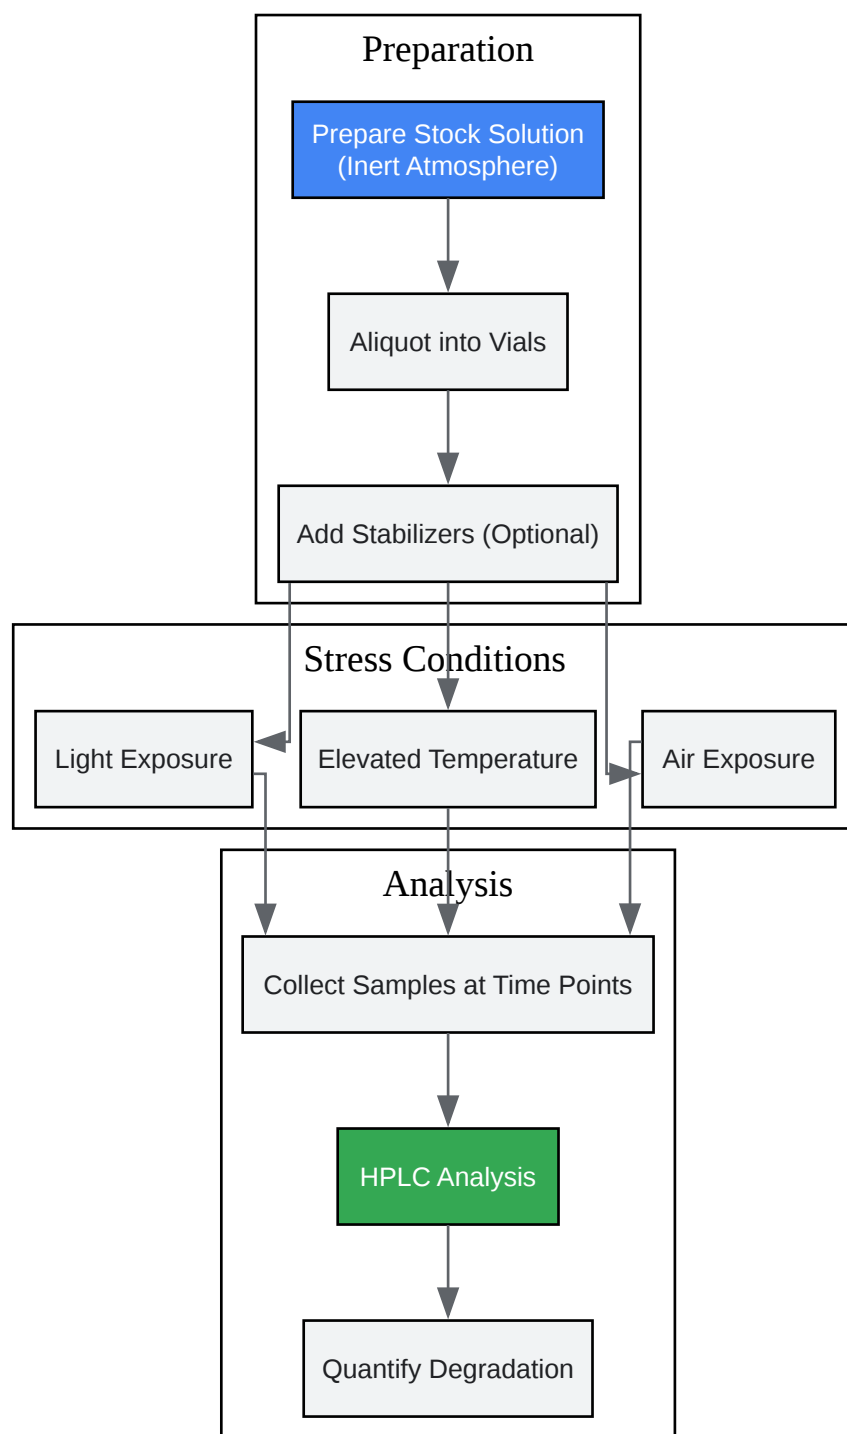 Preparation
Prepare Stock Solution
(Inert Atmosphere)
Aliquot into Vials
Add Stabilizers (Optional)
Stress Conditions
Light Exposure
Elevated Temperature
Air Exposure
Analysis
Collect Samples at Time Points
HPLC Analysis
Quantify Degradation